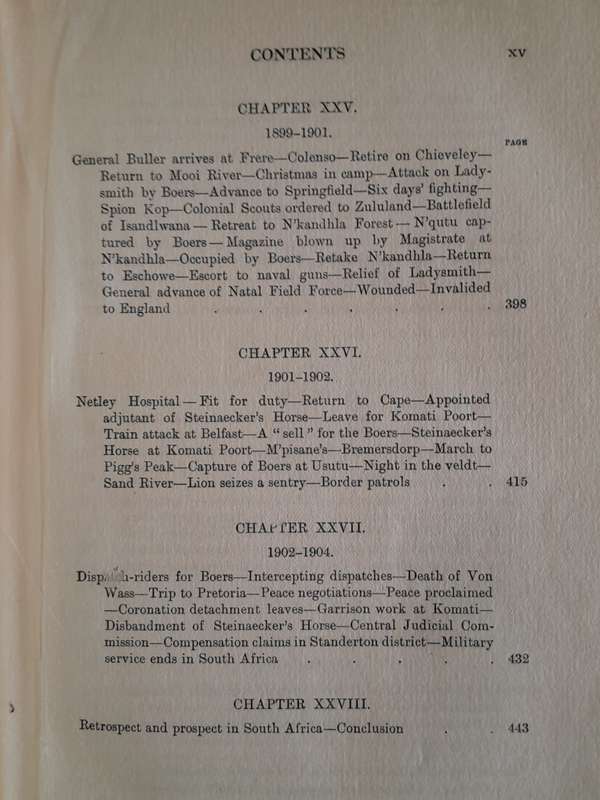 CONTENTS XV
CHAPTER XXV.
1899–1901.
PAGE
General Buller arrives at Frere—Colenso—Retire on Chieveley—
Return to Mooi River—Christmas in camp—Attack on Lady-
smith by Boers—Advance to Springfield—Six days' fighting—
Spion Kop—Colonial Scouts ordered to Zululand—Battlefield
of Isandlwana—Retreat to N'kandhla Forest—N'qutu cap-
tured by Boers—Magazine blown up by Magistrate at
N'kandhla—Occupied by Boers—Retake N'kandhla—Return
to Eschowe—Escort to naval guns—Relief of Ladysmith—
General advance of Natal Field Force—Wounded—Invalided
to England . . . . . . . 398
CHAPTER XXVI.
1901–1902.
Netley Hospital—Fit for duty—Return to Cape—Appointed
adjutant of Steinaecker's Horse—Leave for Komati Poort—
Train attack at Belfast—A "sell" for the Boers—Steinaecker's
Horse at Komati Poort—M'pisane's—Bremersdorp—March to
Pigg's Peak—Capture of Boers at Usutu—Night in the veldt—
Sand River—Lion seizes a sentry—Border patrols . . 415
CHAPTER XXVII.
1902–1904.
Dispatch-riders for Boers—Intercepting dispatches—Death of Von
Wass—Trip to Pretoria—Peace negotiations—Peace proclaimed
—Coronation detachment leaves—Garrison work at Komati—
Disbandment of Steinaecker's Horse—Central Judicial Com-
mission—Compensation claims in Standerton district—Military
service ends in South Africa . . . . . 432
CHAPTER XXVIII.
Retrospect and prospect in South Africa—Conclusion . . 443